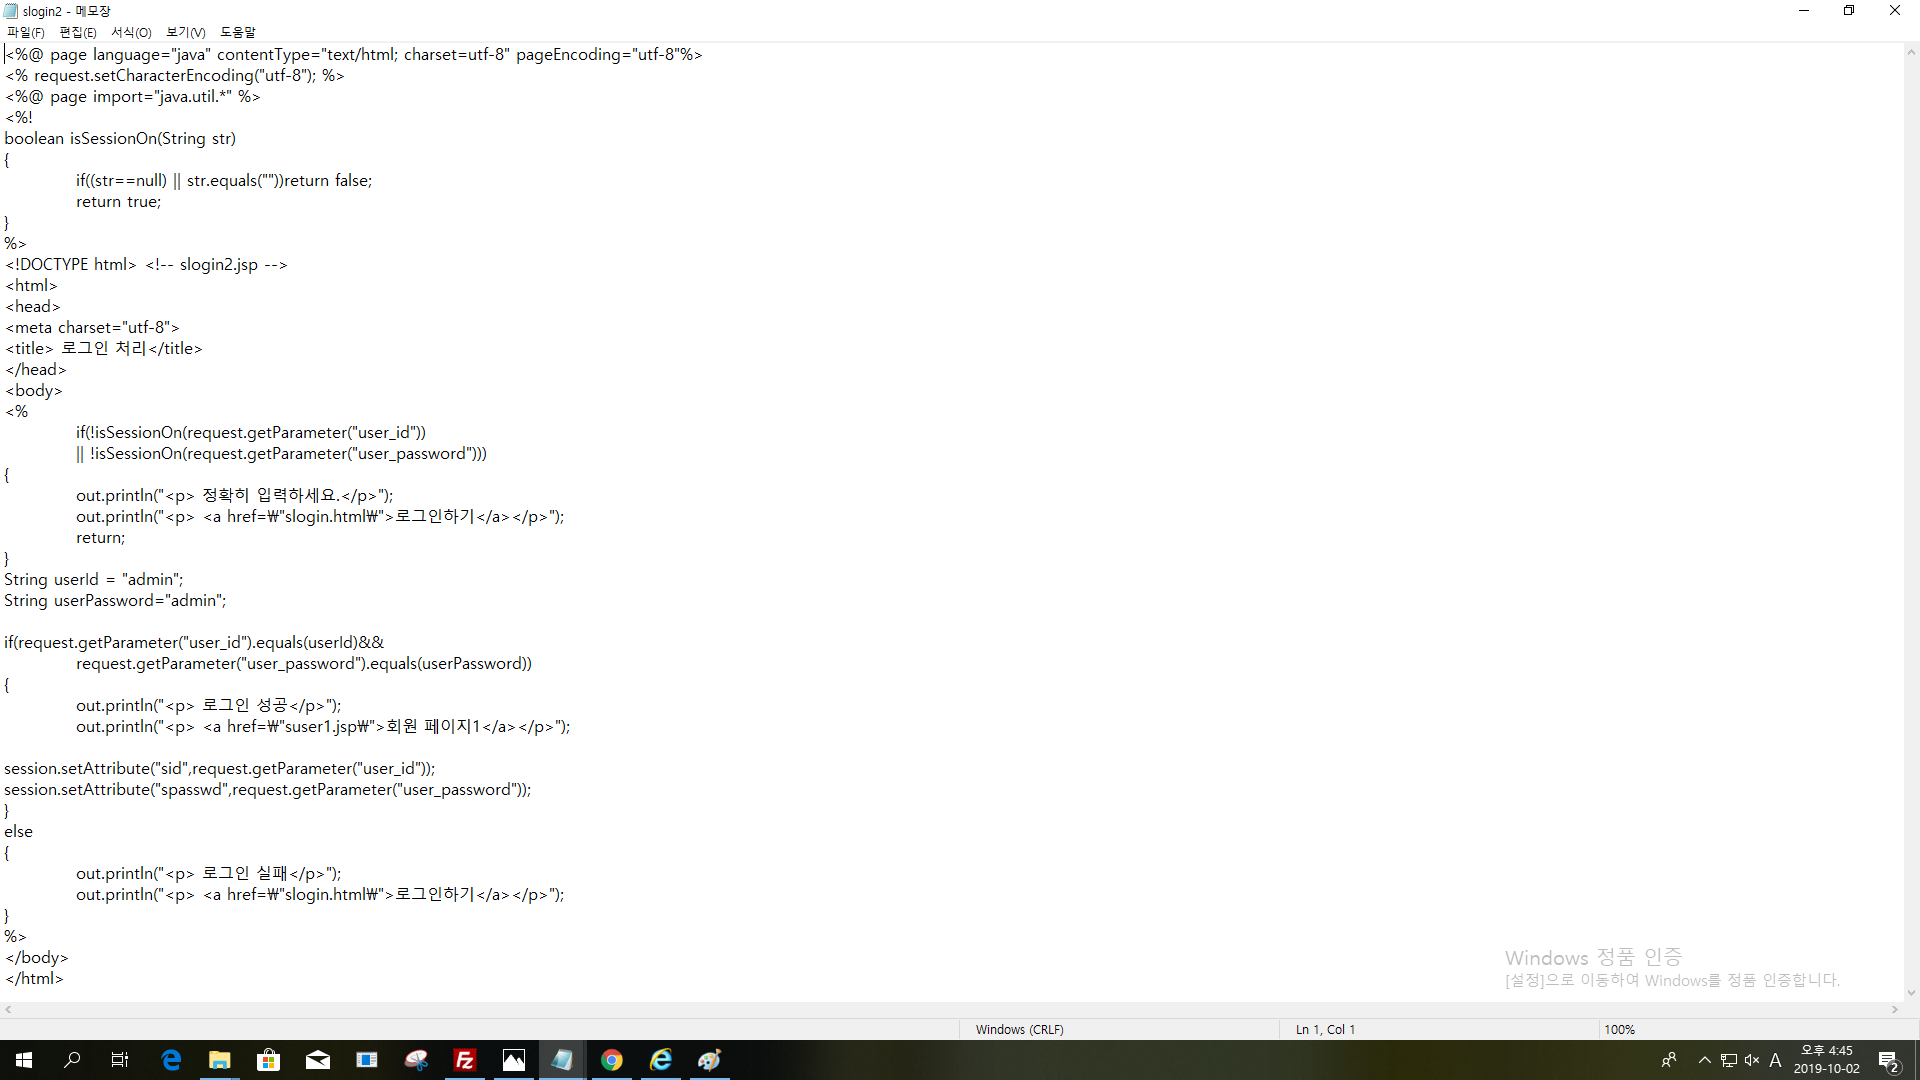 slogin2 - 메모장
파일(F) 편집(E) 서식(O) 보기(V) 도움말
<%@ page language="java" contentType="text/html; charset=utf-8" pageEncoding="utf-8"%>
<% request.setCharacterEncoding("utf-8"); %>
<%@ page import="java.util.*" %>
<%!
boolean isSessionOn(String str)
{
	if((str==null) || str.equals(""))return false;
	return true;
}
%>
<!DOCTYPE html> <!-- slogin2.jsp -->
<html>
<head>
<meta charset="utf-8">
<title> 로그인 처리</title>
</head>
<body>
<%
	if(!isSessionOn(request.getParameter("user_id"))
	|| !isSessionOn(request.getParameter("user_password")))
{
	out.println("<p> 정확히 입력하세요.</p>");
	out.println("<p> <a href=₩"slogin.html₩">로그인하기</a></p>");
	return;
}
String userId = "admin";
String userPassword="admin";

if(request.getParameter("user_id").equals(userId)&&
	request.getParameter("user_password").equals(userPassword))
{
	out.println("<p> 로그인 성공</p>");
	out.println("<p> <a href=₩"suser1.jsp₩">회원 페이지1</a></p>");

session.setAttribute("sid",request.getParameter("user_id"));
session.setAttribute("spasswd",request.getParameter("user_password"));
}
else
{
	out.println("<p> 로그인 실패</p>");
	out.println("<p> <a href=₩"slogin.html₩">로그인하기</a></p>");
}
%>
</body>
</html>
Windows 정품 인증
[설정]으로 이동하여 Windows를 정품 인증합니다.
Windows (CRLF) Ln 1, Col 1 100%
A 오후 4:45
2019-10-02 2